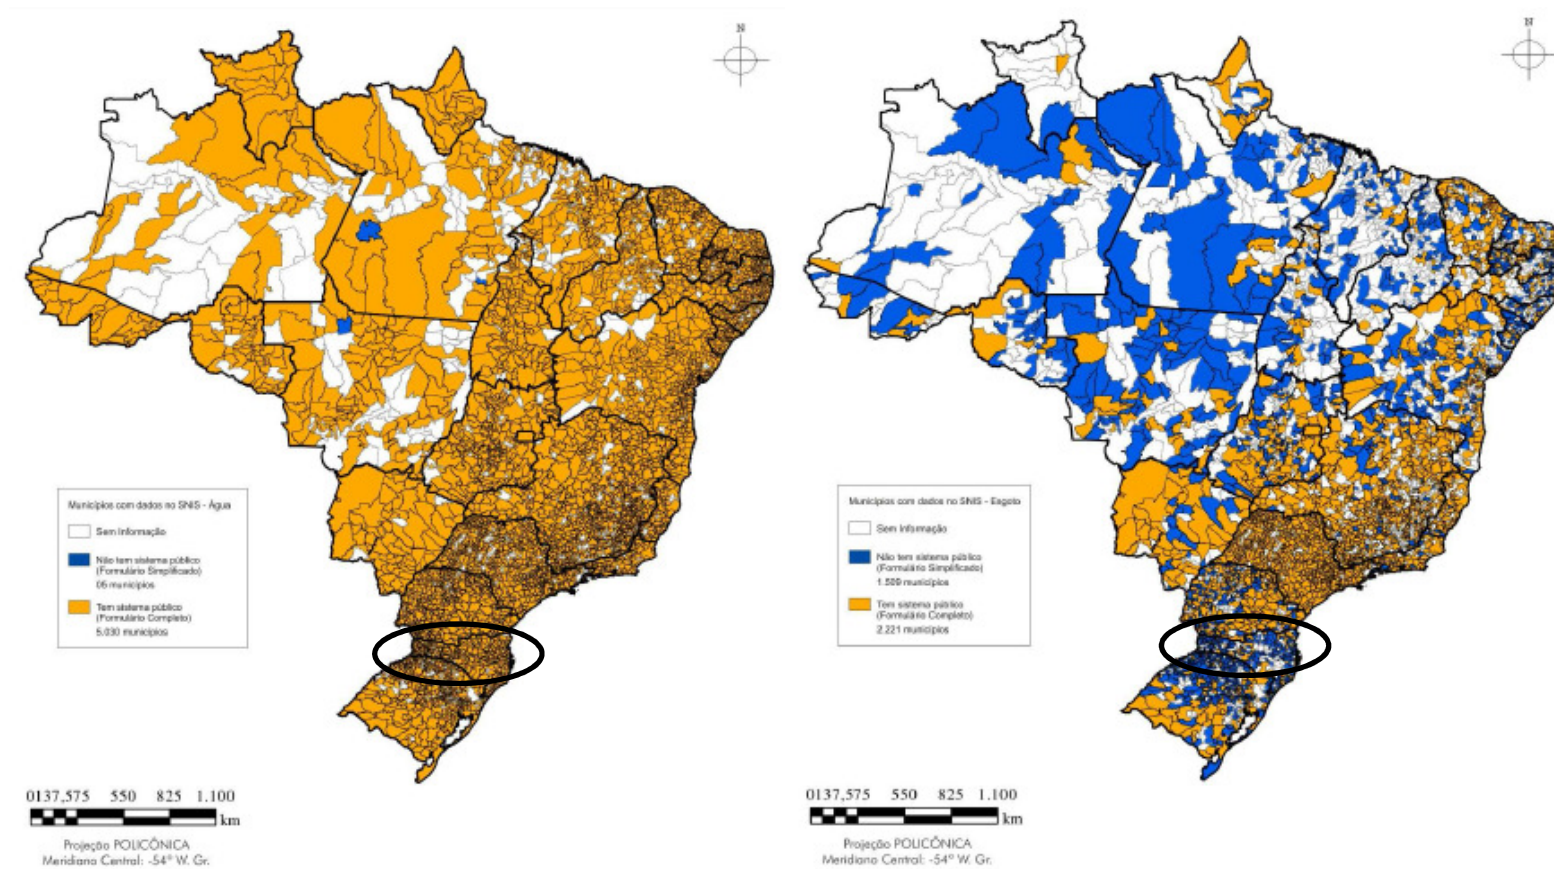 N
Municípios com dados no SNIS - Água
Sem Informação
Não tem sistema público
(Formulário Simplificado)
05 municípios
Tem sistema público
(Formulário Completo)
5.030 municípios
0137,575 550 825 1.100
km
Projeção POLICÔNICA
Meridiano Central: -54º W. Gr.
N
Municípios com dados no SNIS - Esgoto
Sem Informação
Não tem sistema público
(Formulário Simplificado)
1.509 municípios
Tem sistema público
(Formulário Completo)
2.221 municípios
0137,575 550 825 1.100
km
Projeção POLICÔNICA
Meridiano Central: -54º W. Gr.